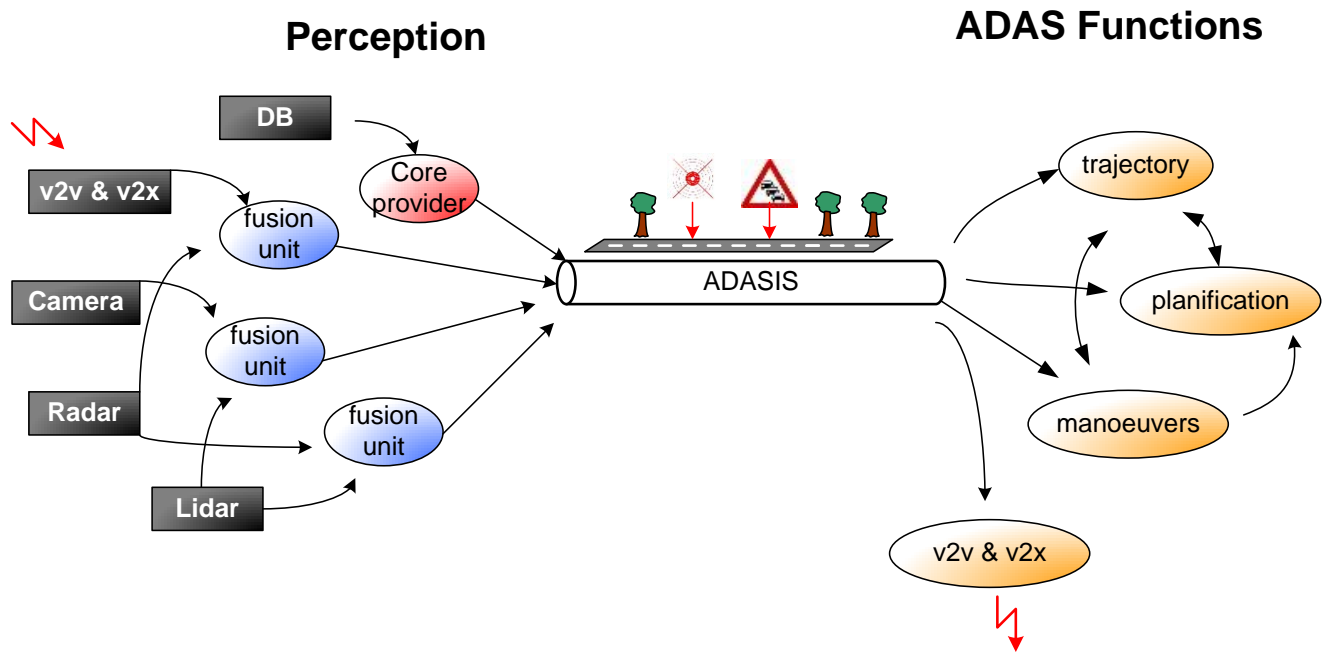 Perception
ADAS Functions
DB
v2v & v2x
Core
provider
fusion
unit
Camera
fusion
unit
Radar
fusion
unit
Lidar
ADASIS
trajectory
planification
manoeuvers
v2v & v2x